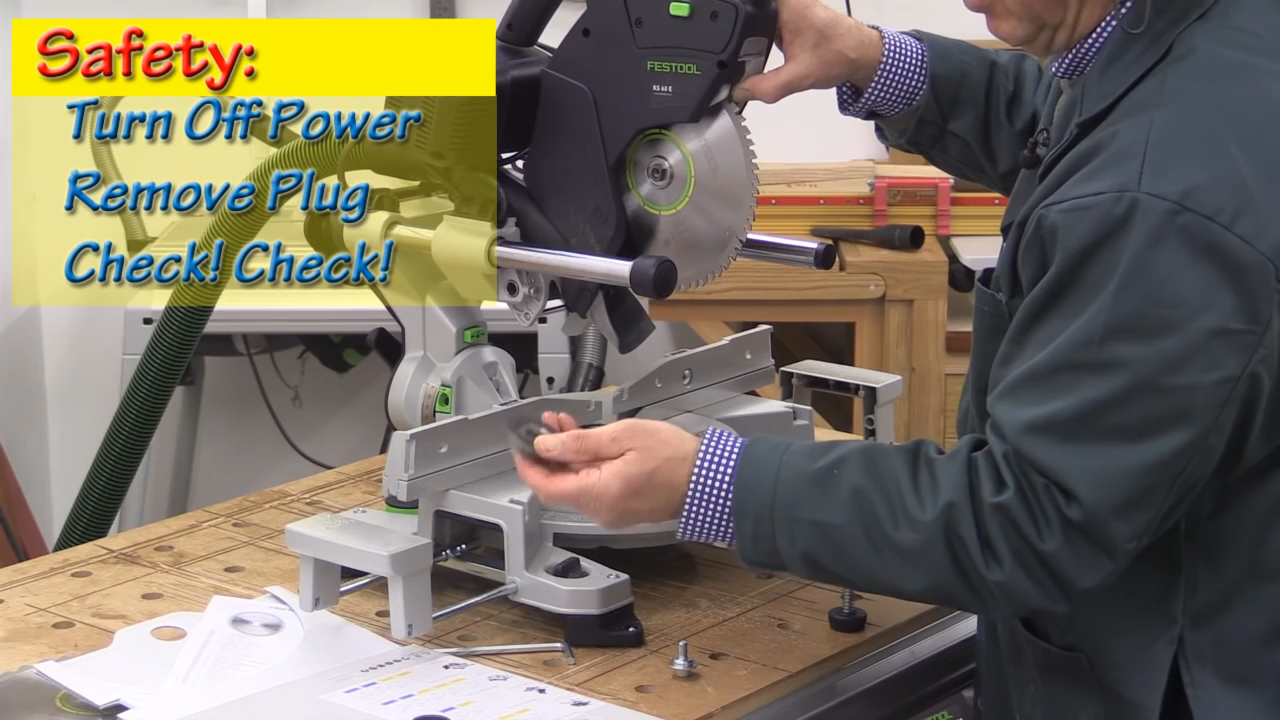 Safety:
Turn Off Power
Remove Plug
Check! Check!
FESTOOL
KS 60 E